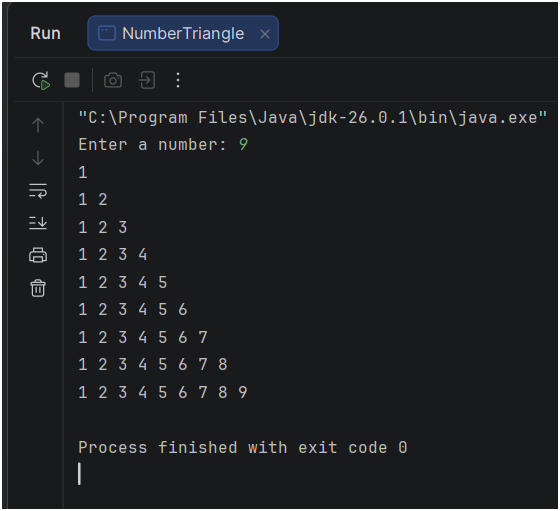 Run NumberTriangle
"C:\Program Files\Java\jdk-26.0.1\bin\java.exe"
Enter a number: 9
1
1 2
1 2 3
1 2 3 4
1 2 3 4 5
1 2 3 4 5 6
1 2 3 4 5 6 7
1 2 3 4 5 6 7 8
1 2 3 4 5 6 7 8 9
Process finished with exit code 0